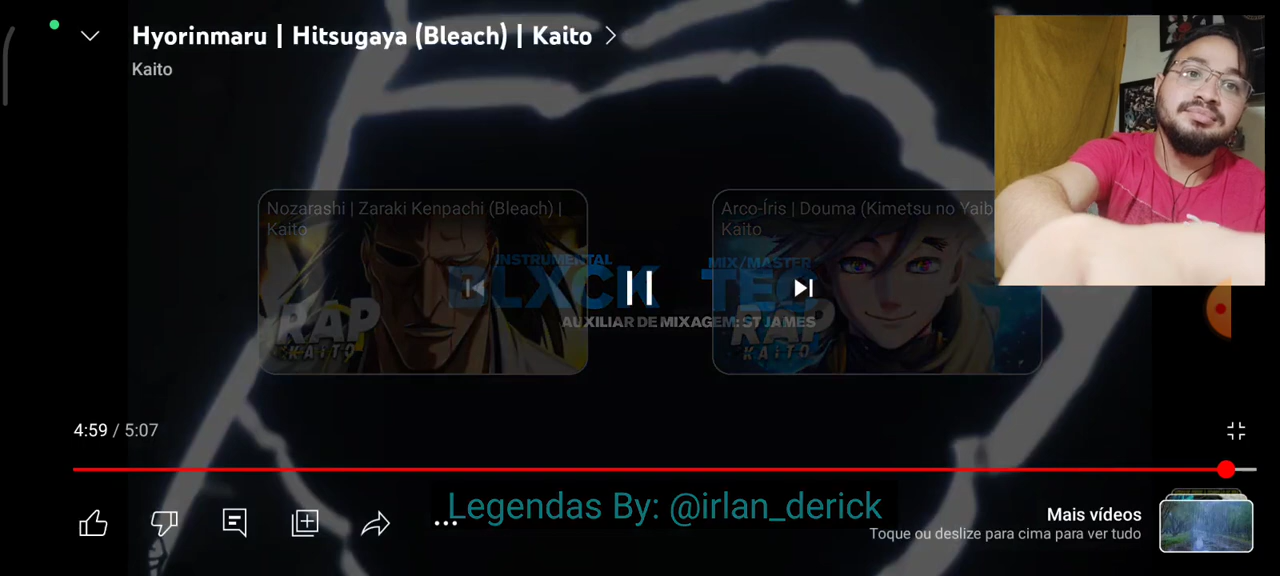 Hyorinmaru | Hitsugaya (Bleach) | Kaito
Kaito
Nozarashi | Zaraki Kenpachi (Bleach) |
Kaito
Arco-Íris | Douma (Kimetsu no Yaib
Kaito
INSTRUMENTAL
BLXCK
MIX/MASTER
TEO
AUXILIAR DE MIXAGEM: ST JAMES
RAP
KAITO
RAP
KAITO
4:59 / 5:07
Legendas By: @irlan_derick
Mais vídeos
Toque ou deslize para cima para ver tudo